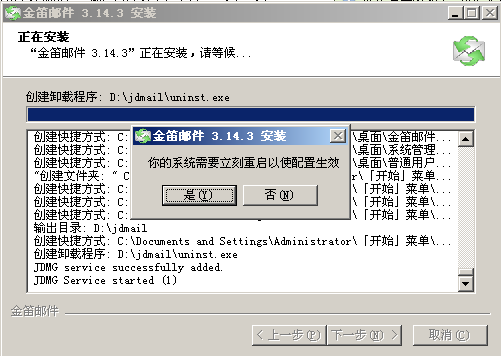 金笛邮件 3.14.3 安装
正在安装
“金笛邮件 3.14.3”正在安装，请等候...
创建卸载程序: D:\jdmail\uninst.exe
创建快捷方式: C:
\桌面\金笛邮件...
创建快捷方式: C:
\桌面\系统管理...
创建快捷方式: C:
\桌面\普通用户...
“创建文件夹: ” C
r\「开始」菜单...
创建快捷方式: C:
\「开始」菜单\...
创建快捷方式: C:
\「开始」菜单\...
创建快捷方式: C:
\「开始」菜单\...
输出目录: D:\jdmail
创建快捷方式: C:\Documents and Settings\Administrator\「开始」菜单\...
创建卸载程序: D:\jdmail\uninst.exe
JDMG service successfully added.
JDMG Service started (1)
金笛邮件 3.14.3 安装
你的系统需要立刻重启以使配置生效
是(Y)
否(N)
金笛邮件
< 上一步(P)
下一步(N) >
取消(C)